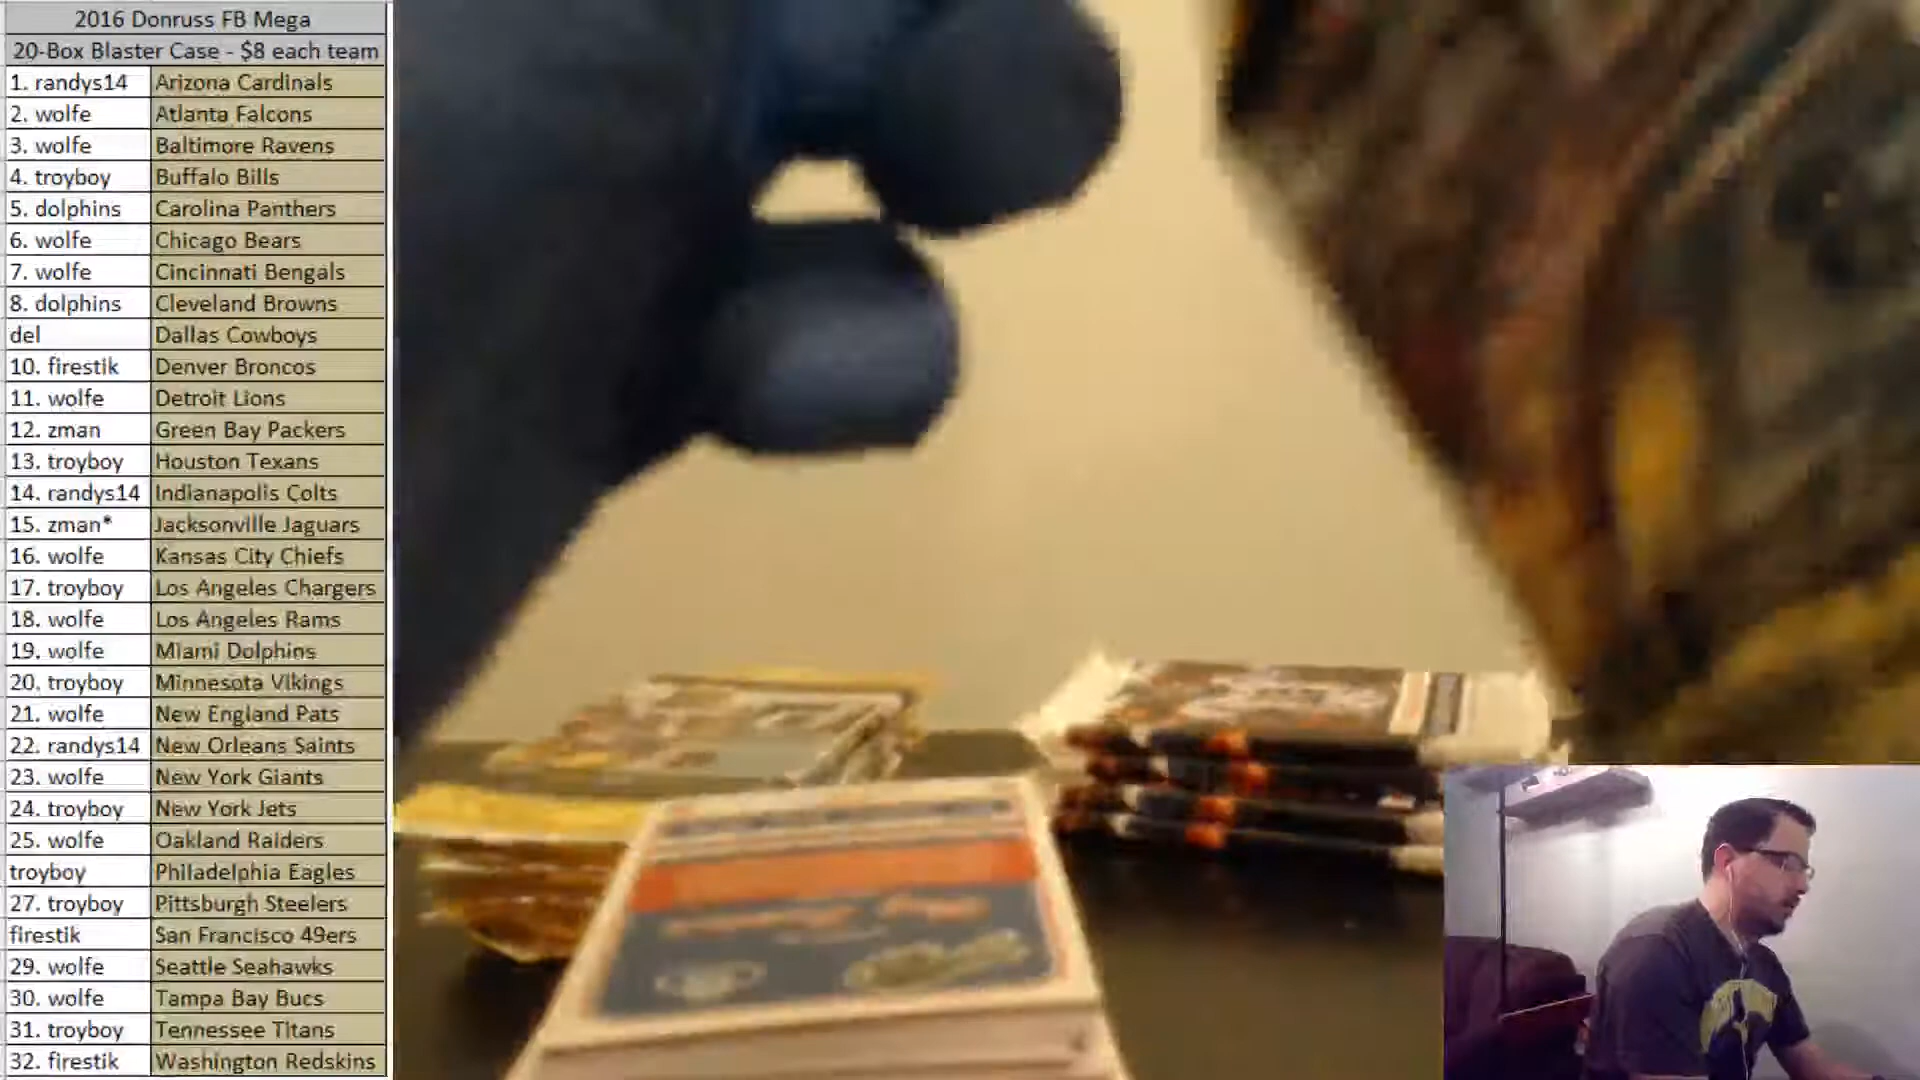 2016 Donruss FB Mega
20-Box Blaster Case - $8 each team
1. randys14 Arizona Cardinals
2. wolfe Atlanta Falcons
3. wolfe Baltimore Ravens
4. troyboy Buffalo Bills
5. dolphins Carolina Panthers
6. wolfe Chicago Bears
7. wolfe Cincinnati Bengals
8. dolphins Cleveland Browns
del Dallas Cowboys
10. firestik Denver Broncos
11. wolfe Detroit Lions
12. zman Green Bay Packers
13. troyboy Houston Texans
14. randys14 Indianapolis Colts
15. zman* Jacksonville Jaguars
16. wolfe Kansas City Chiefs
17. troyboy Los Angeles Chargers
18. wolfe Los Angeles Rams
19. wolfe Miami Dolphins
20. troyboy Minnesota Vikings
21. wolfe New England Pats
22. randys14 New Orleans Saints
23. wolfe New York Giants
24. troyboy New York Jets
25. wolfe Oakland Raiders
troyboy Philadelphia Eagles
27. troyboy Pittsburgh Steelers
firestik San Francisco 49ers
29. wolfe Seattle Seahawks
30. wolfe Tampa Bay Bucs
31. troyboy Tennessee Titans
32. firestik Washington Redskins